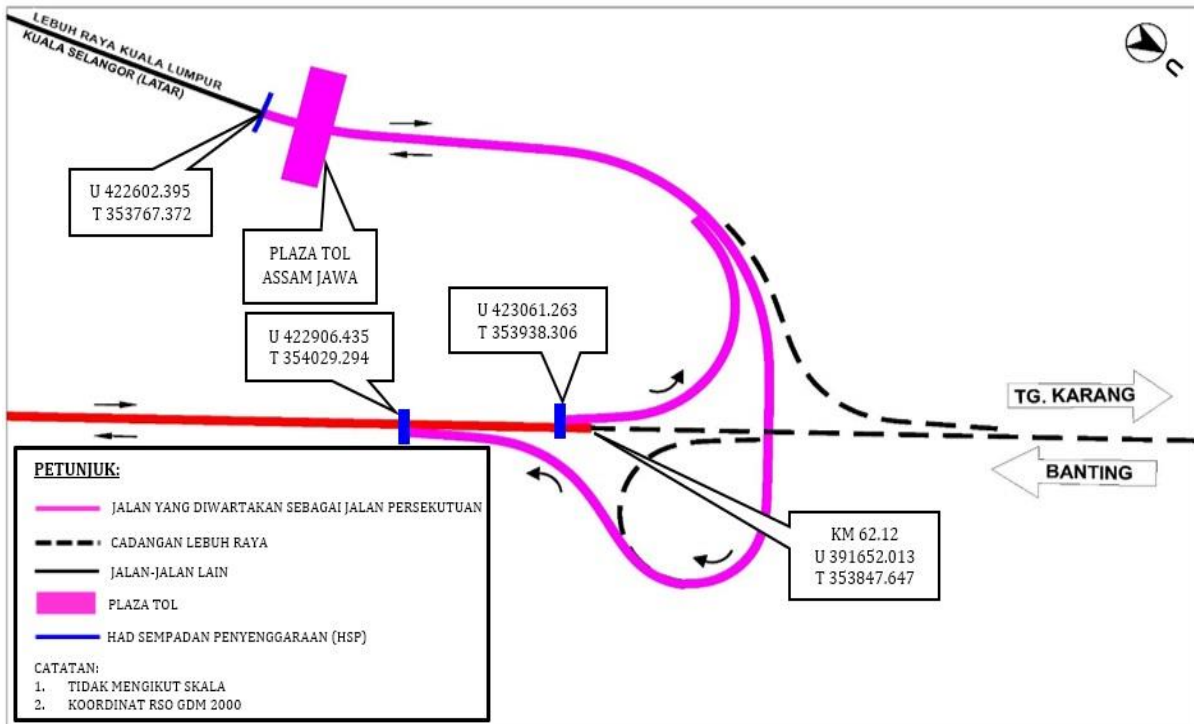 LEBUH RAYA KUALA LUMPUR
KUALA SELANGOR (LATAR)
U
U 422602.395
T 353767.372
PLAZA TOL
ASSAM JAWA
U 423061.263
T 353938.306
U 422906.435
T 354029.294
TG. KARANG
BANTING
KM 62.12
U 391652.013
T 353847.647
PETUNJUK:
JALAN YANG DIWARTAKAN SEBAGAI JALAN PERSEKUTUAN
CADANGAN LEBUH RAYA
JALAN-JALAN LAIN
PLAZA TOL
HAD SEMPADAN PENYENGGARAAN (HSP)
CATATAN:
1. TIDAK MENGIKUT SKALA
2. KOORDINAT RSO GDM 2000